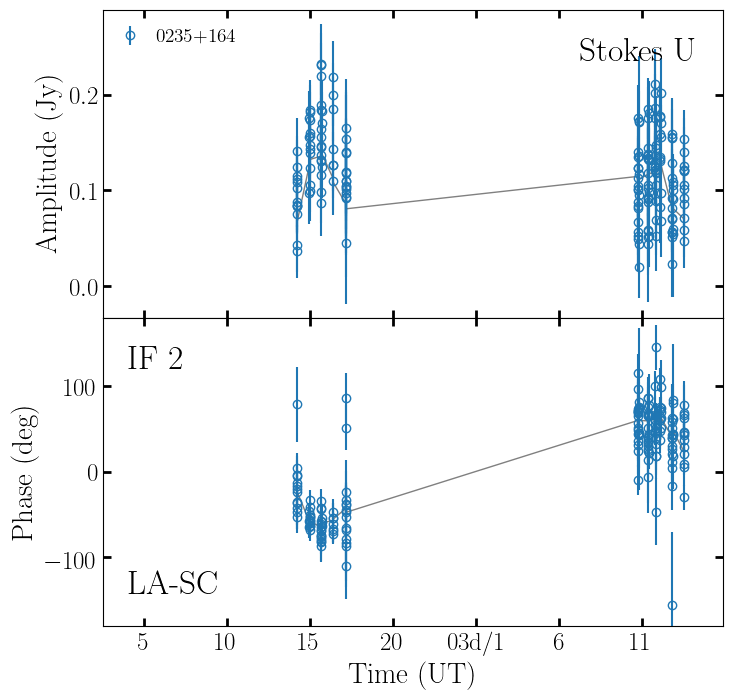 0235+164
Stokes U
0.2
0.1
0.0
Amplitude (Jy)
IF 2
100
0
−100
Phase (deg)
LA-SC
5 10 15 20 03d/1 6 11
Time (UT)